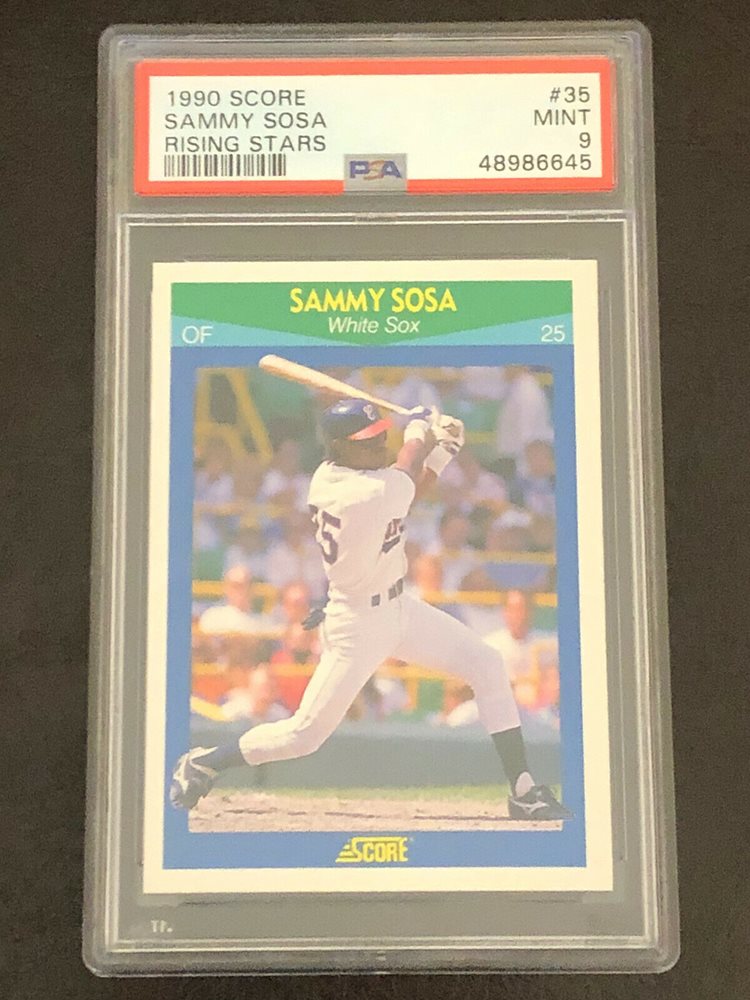 1990 SCORE #35
SAMMY SOSA MINT
RISING STARS 9
PSA 48986645
SAMMY SOSA
White Sox
OF 25
SCORE